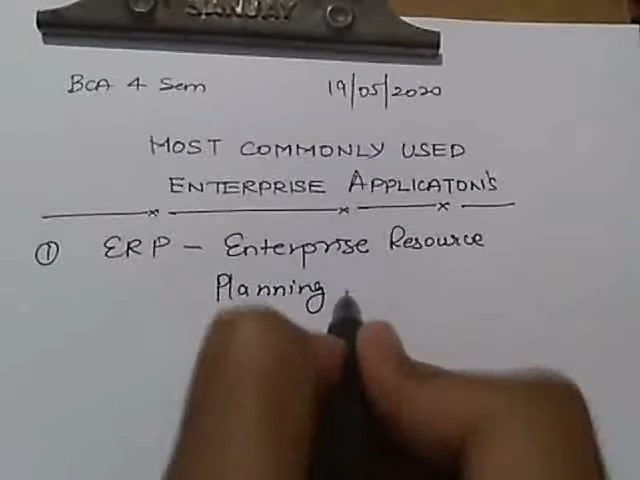 SANJAY
BCA 4 Sem 19/05/2020
MOST COMMONLY USED
ENTERPRISE APPLICATON'S
① ERP - Enterprise Resource
Planning